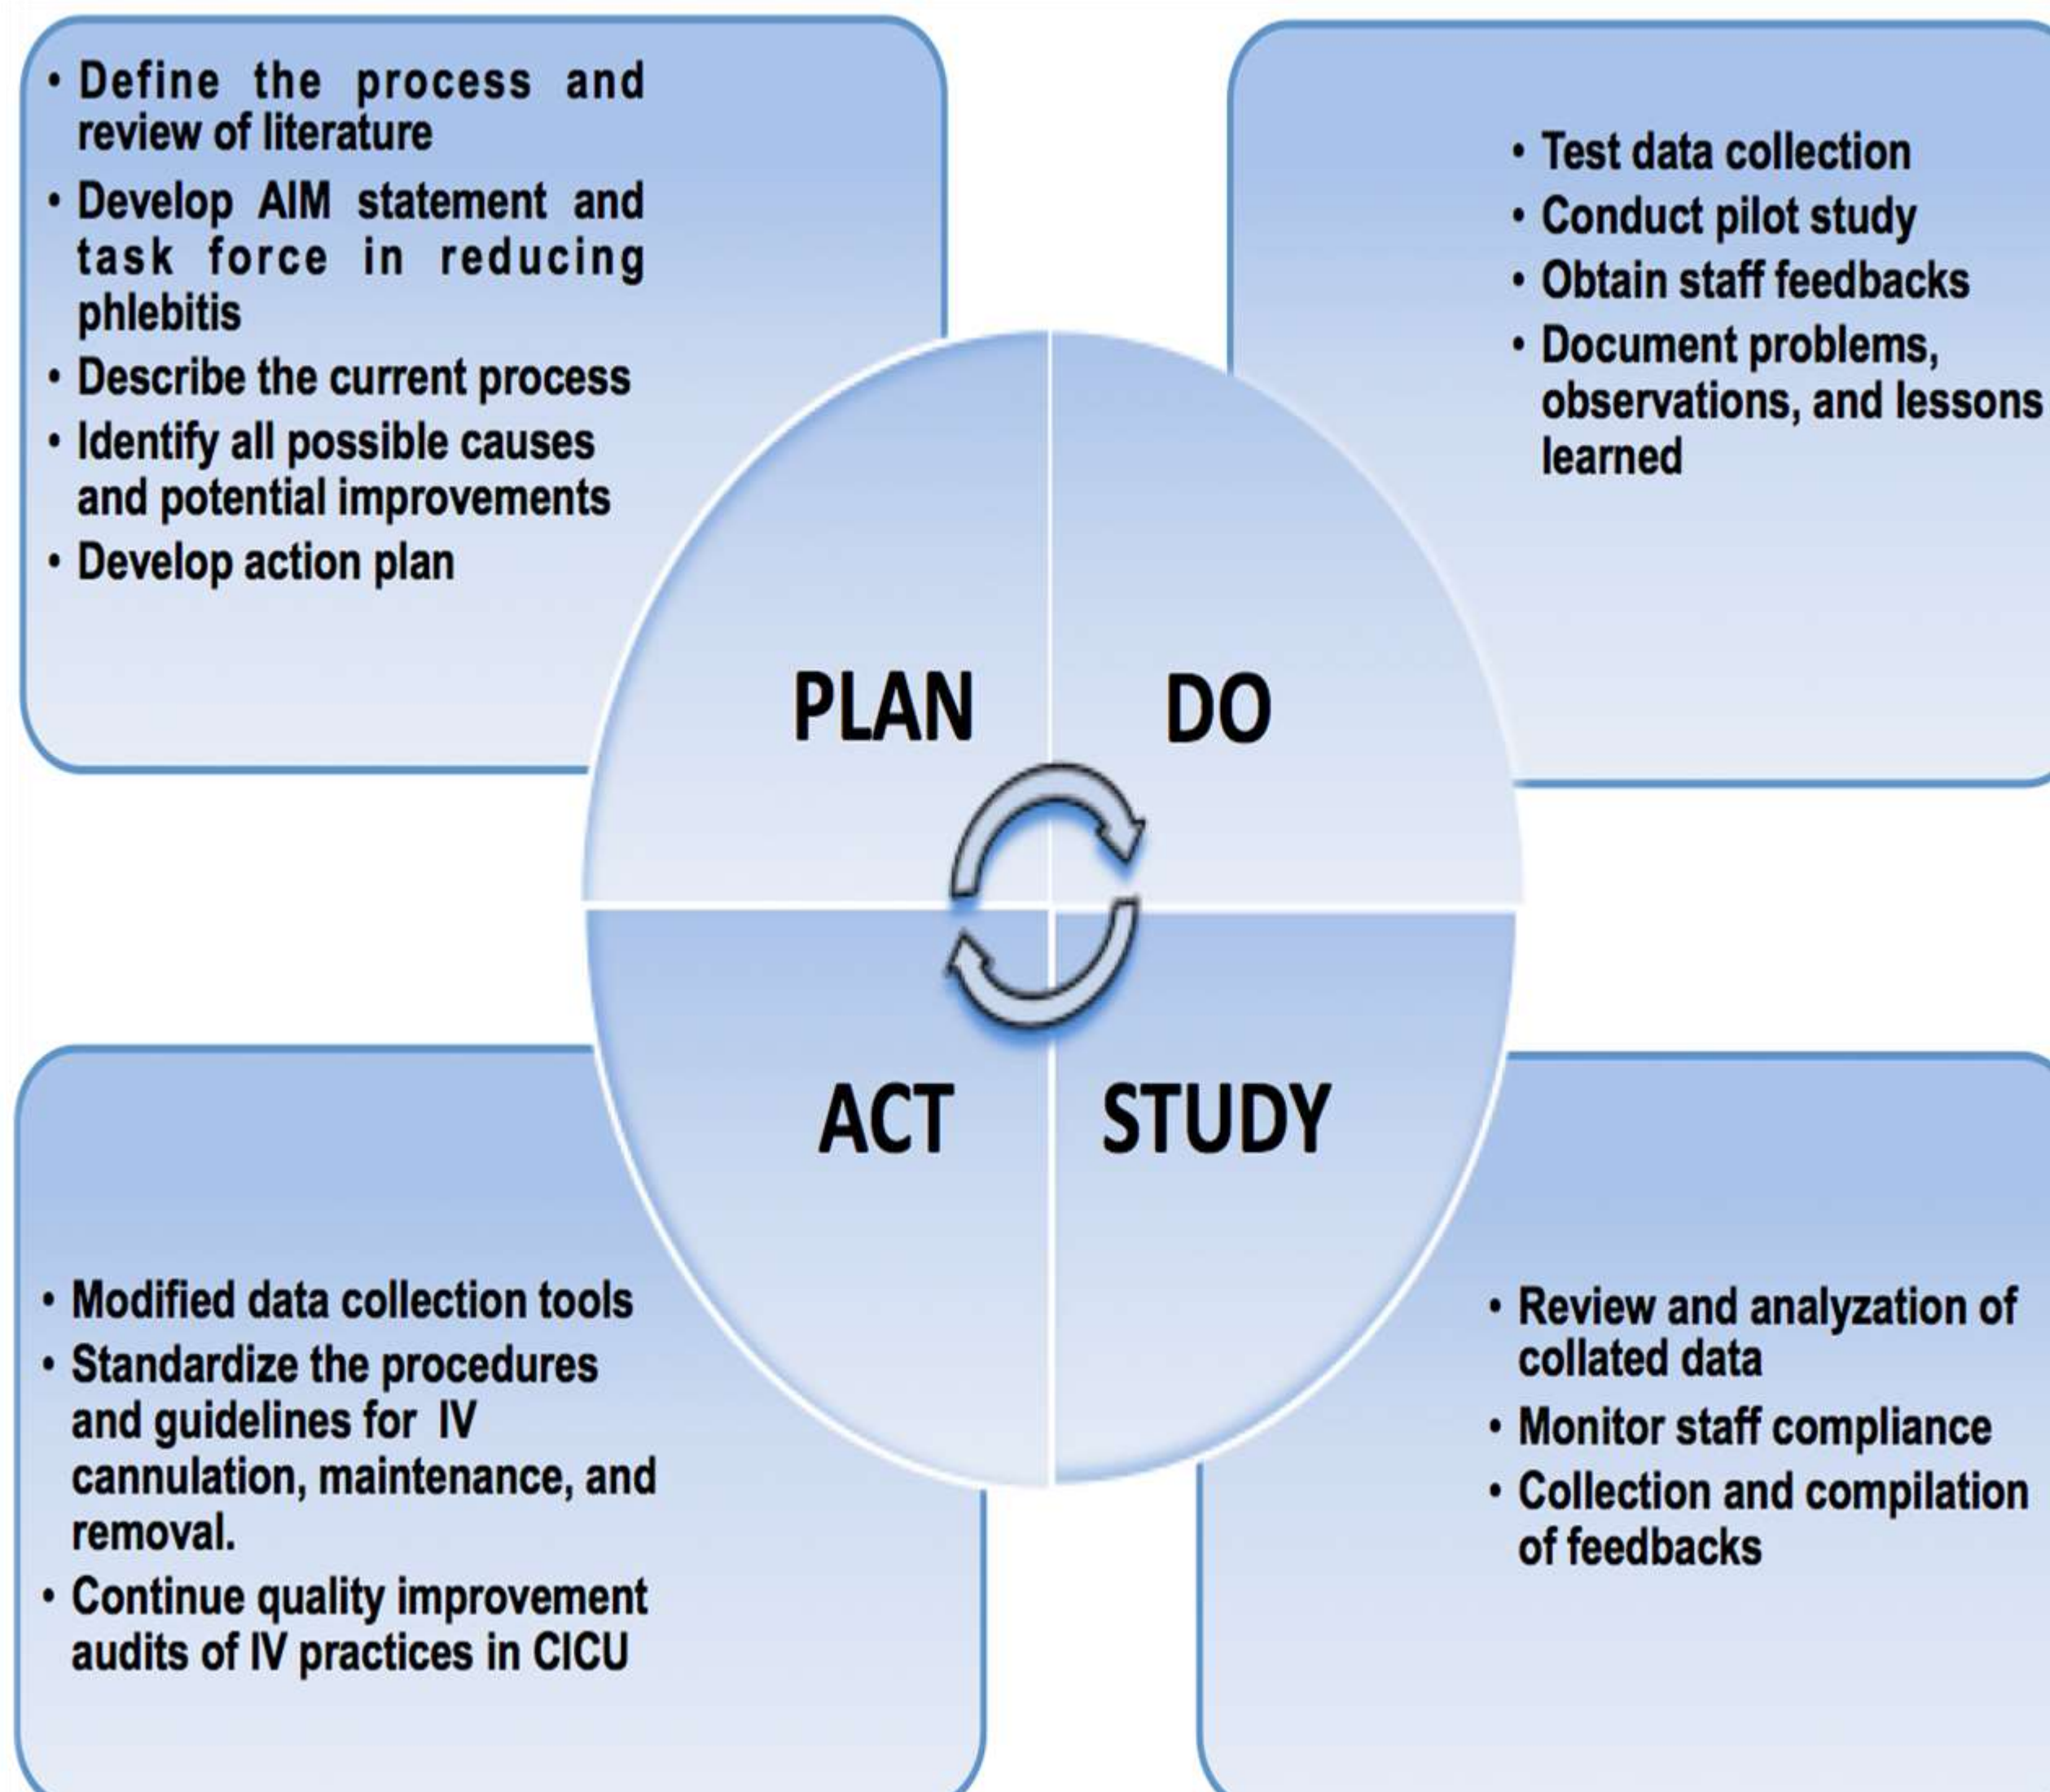 • Define the process and
review of literature
• Develop AIM statement and
task force in reducing
phlebitis
• Describe the current process
• Identify all possible causes
and potential improvements
• Develop action plan
• Test data collection
• Conduct pilot study
• Obtain staff feedbacks
• Document problems,
observations, and lessons
learned
PLAN
DO
ACT
STUDY
• Modified data collection tools
• Standardize the procedures
and guidelines for IV
cannulation, maintenance, and
removal.
• Continue quality improvement
audits of IV practices in CICU
• Review and analyzation of
collated data
• Monitor staff compliance
• Collection and compilation
of feedbacks